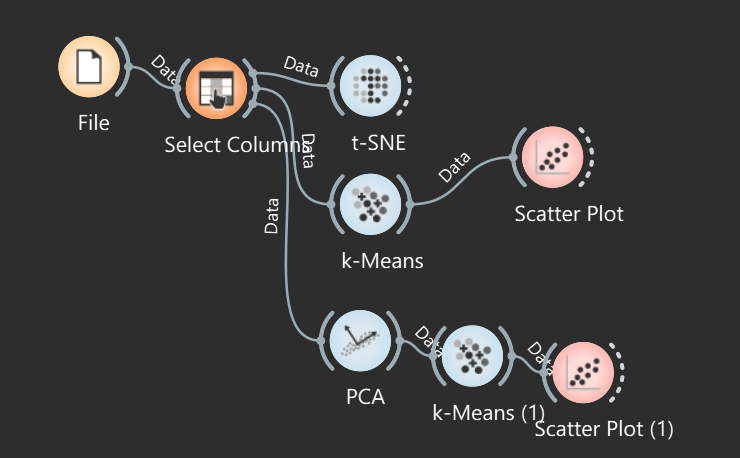 File
Data
Select Columns
Data
t-SNE
Data
k-Means
Data
Scatter Plot
Data
PCA
Data
k-Means (1)
Data
Scatter Plot (1)